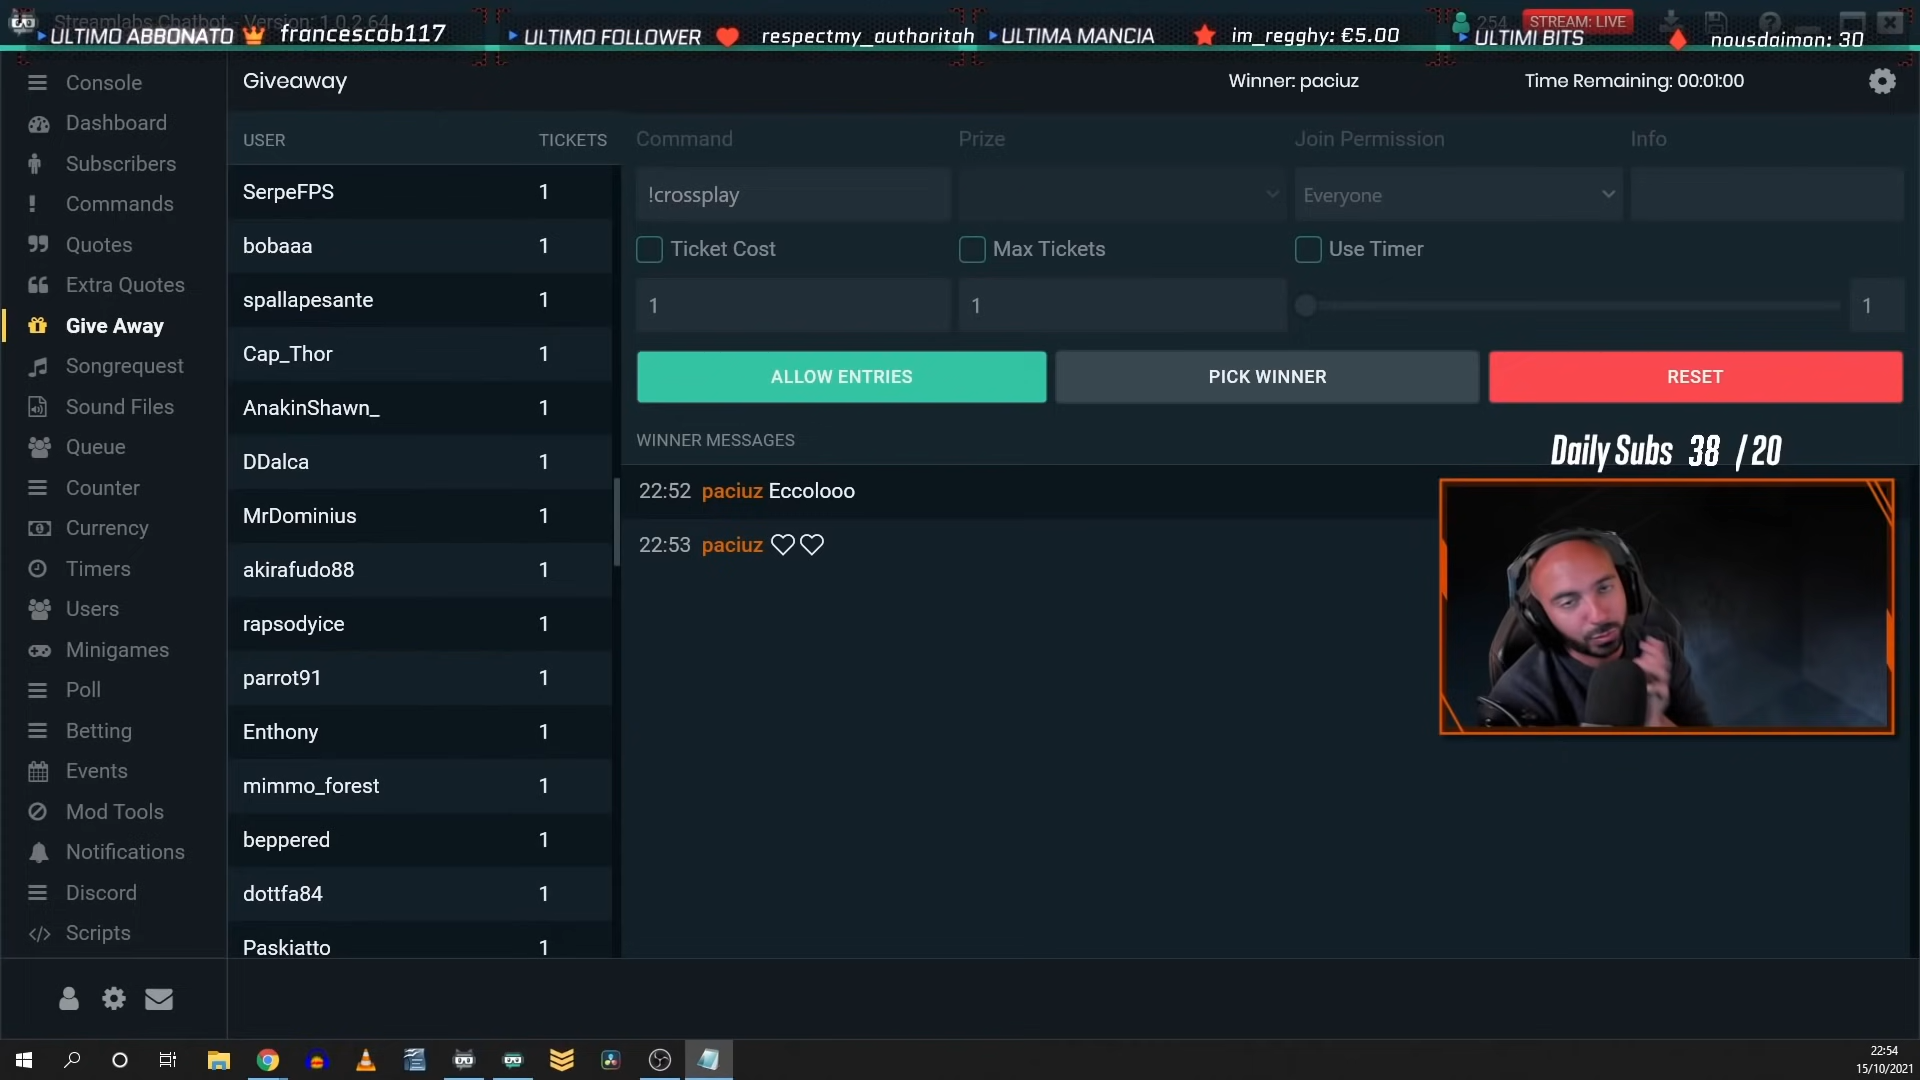 Streamlabs Chatbot - Version: 1.0.2.64
254
STREAM: LIVE
ULTIMO ABBONATO francescob117
ULTIMO FOLLOWER respectmy_authoritah
ULTIMA MANCIA im_regghy: €5.00
ULTIMI BITS nousdaimon: 30
Console
Dashboard
Subscribers
Commands
Quotes
Extra Quotes
Give Away
Songrequest
Sound Files
Queue
Counter
Currency
Timers
Users
Minigames
Poll
Betting
Events
Mod Tools
Notifications
Discord
Scripts
Giveaway
Winner: paciuz
Time Remaining: 00:01:00
USER TICKETS
SerpeFPS 1
bobaaa 1
spallapesante 1
Cap_Thor 1
AnakinShawn_ 1
DDalca 1
MrDominius 1
akirafudo88 1
rapsodyice 1
parrot91 1
Enthony 1
mimmo_forest 1
beppered 1
dottfa84 1
Paskiatto 1
Command Prize Join Permission Info
!crossplay Everyone
Ticket Cost Max Tickets Use Timer
1 1 1
ALLOW ENTRIES PICK WINNER RESET
WINNER MESSAGES
22:52 paciuz Eccolooo
22:53 paciuz ♡♡
Daily Subs 38 / 20
22:54
15/10/2021